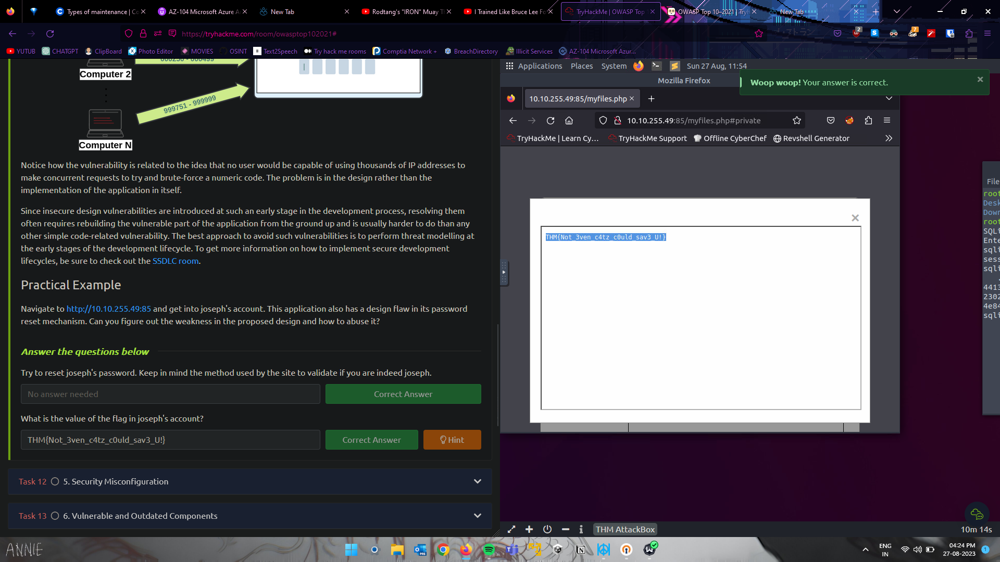 Types of maintenance | Co
AZ-104 Microsoft Azure A
New Tab
Rodtang's "IRON" Muay T
I Trained Like Bruce Lee Fo
TryHackMe | OWASP Top
OWASP Top 10–2021 | Tryh
New Tab
https://tryhackme.com/room/owasptop102021#
2
7
YUTUB
CHATGPT
ClipBoard
Photo Editor
MOVIES
OSINT
Text2Speech
Try hack me rooms
Comptia Network +
BreachDirectory
Illicit Services
AZ-104 Microsoft Azur...
000250 - 000499
Computer 2
999751 - 999999
Computer N
Notice how the vulnerability is related to the idea that no user would be capable of using thousands of IP addresses to
make concurrent requests to try and brute-force a numeric code. The problem is in the design rather than the
implementation of the application in itself.
Since insecure design vulnerabilities are introduced at such an early stage in the development process, resolving them
often requires rebuilding the vulnerable part of the application from the ground up and is usually harder to do than any
other simple code-related vulnerability. The best approach to avoid such vulnerabilities is to perform threat modelling at
the early stages of the development lifecycle. To get more information on how to implement secure development
lifecycles, be sure to check out the SSDLC room.
Practical Example
Navigate to http://10.10.255.49:85 and get into joseph's account. This application also has a design flaw in its password
reset mechanism. Can you figure out the weakness in the proposed design and how to abuse it?
Answer the questions below
Try to reset joseph's password. Keep in mind the method used by the site to validate if you are indeed joseph.
No answer needed
Correct Answer
What is the value of the flag in joseph's account?
THM{Not_3ven_c4tz_c0uld_sav3_U!}
Correct Answer
Hint
Task 12 5. Security Misconfiguration
Task 13 6. Vulnerable and Outdated Components
Applications Places System
Sun 27 Aug, 11:54
Mozilla Firefox
Woop woop! Your answer is correct.
10.10.255.49:85/myfiles.php
10.10.255.49:85/myfiles.php#private
TryHackMe | Learn Cy…
TryHackMe Support
Offline CyberChef
Revshell Generator
THM{Not_3ven_c4tz_c0uld_sav3_U!}
File
root
Desk
Down
root
SQLi
Ente
sqli
sess
sqli
4413
2302
4e84
sqli
THM AttackBox
10m 14s
ANNIE
ENG
IN
04:24 PM
27-08-2023
1